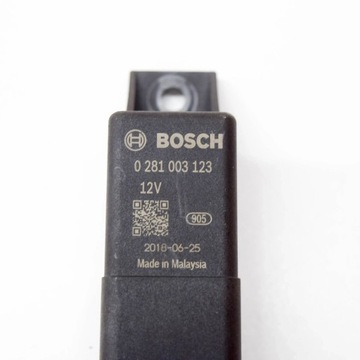 BOSCH
0 281 003 123
12V
905
2018-06-25
Made in Malaysia